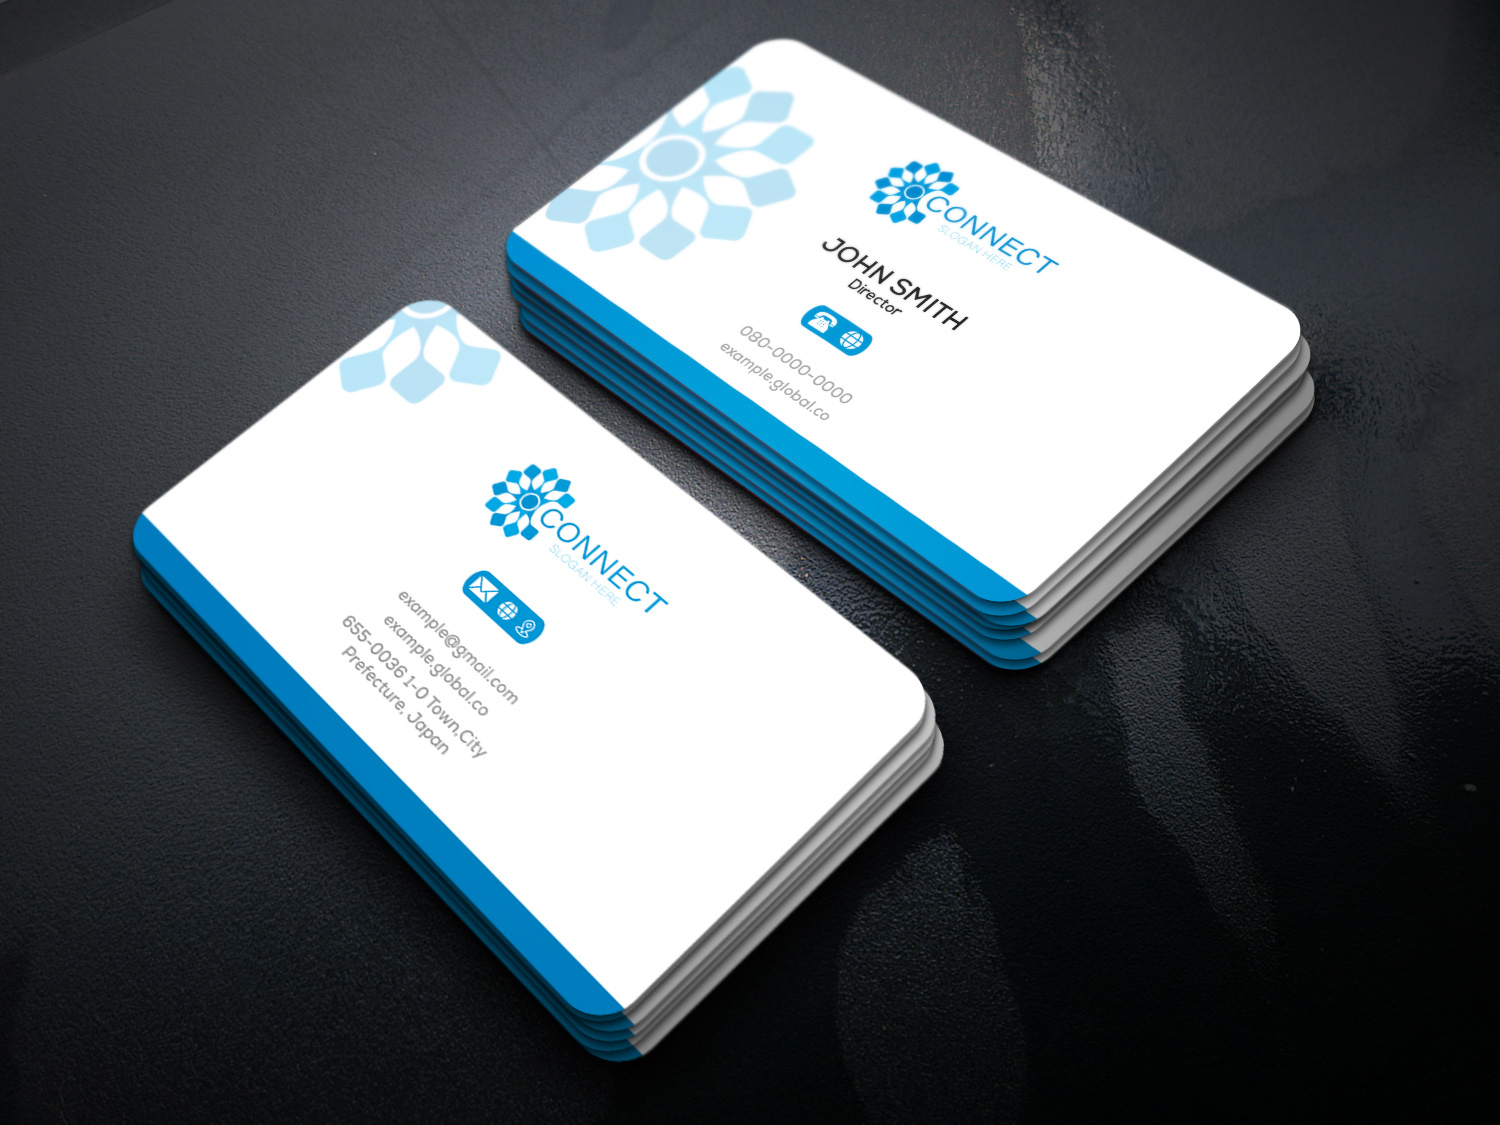 CONNECT
SLOGAN HERE
JOHN SMITH
Director
080-0000-0000
example.global.co
CONNECT
SLOGAN HERE
example@gmail.com
example.global.co
655-0036 1-0 Town,City
Prefecture, Japan